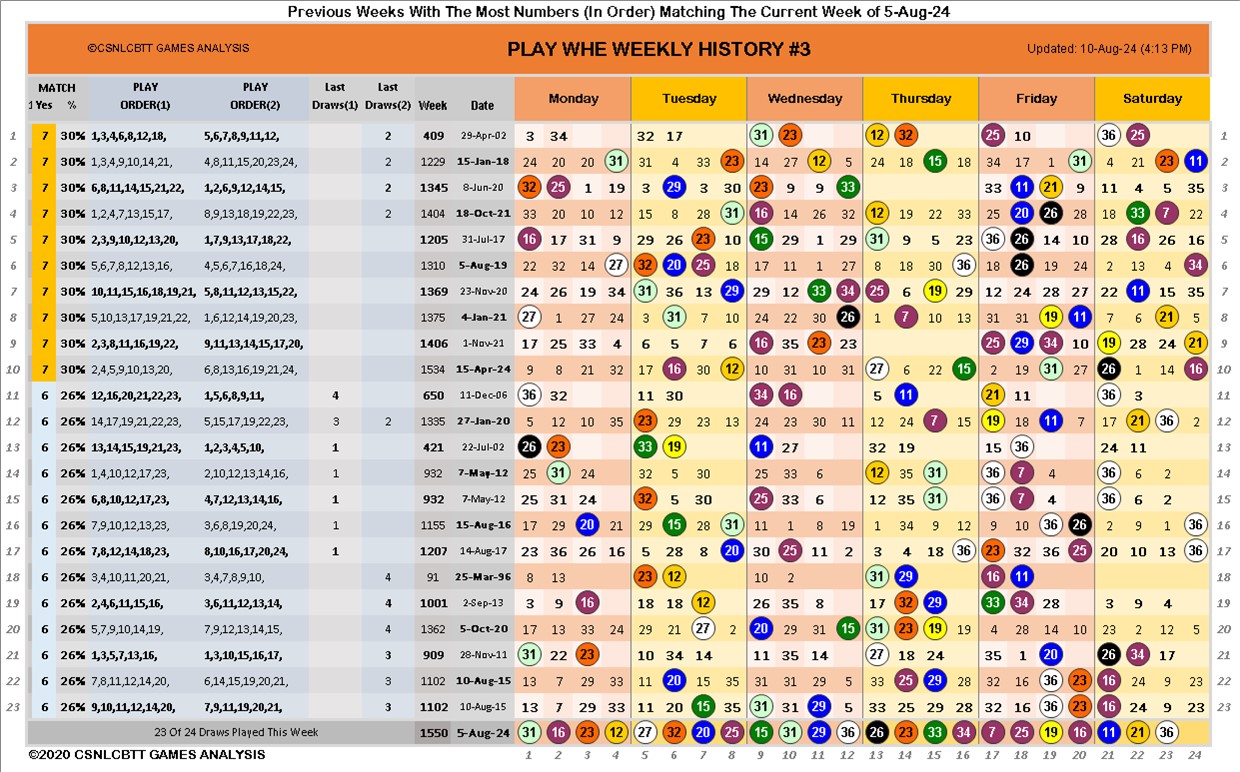 Previous Weeks With The Most Numbers (In Order) Matching The Current Week of 5-Aug-24
©CSNLCBTT GAMES ANALYSIS PLAY WHE WEEKLY HISTORY #3 Updated: 10-Aug-24 (4:13 PM)
MATCH PLAY PLAY Last Last
1 Yes % ORDER(1) ORDER(2) Draws(1) Draws(2) Week Date Monday Tuesday Wednesday Thursday Friday Saturday
1 7 30% 1,3,4,6,8,12,18, 5,6,7,8,9,11,12, 2 409 29-Apr-02 3 34 32 17 31 23 12 32 25 10 36 25 1
2 7 30% 1,3,4,9,10,14,21, 4,8,11,15,20,23,24, 2 1229 15-Jan-18 24 20 20 31 31 4 33 23 14 27 12 5 24 18 15 18 34 17 1 31 4 21 23 11 2
3 7 30% 6,8,11,14,15,21,22, 1,2,6,9,12,14,15, 2 1345 8-Jun-20 32 25 1 19 3 29 3 30 23 9 9 33 33 11 21 9 11 4 5 35 3
4 7 30% 1,2,4,7,13,15,17, 8,9,13,18,19,22,23, 2 1404 18-Oct-21 33 20 10 12 15 8 28 31 16 14 26 32 12 19 22 33 25 20 26 28 18 33 7 22 4
5 7 30% 2,3,9,10,12,13,20, 1,7,9,13,17,18,22, 1205 31-Jul-17 16 17 31 9 29 26 23 10 15 29 1 29 31 9 5 23 36 26 14 10 28 16 26 16 5
6 7 30% 5,6,7,8,12,13,16, 4,5,6,7,16,18,24, 1310 5-Aug-19 22 32 14 27 32 20 25 18 17 11 1 27 8 18 30 36 18 26 19 24 2 13 4 34 6
7 7 30% 10,11,15,16,18,19,21, 5,8,11,12,13,15,22, 1369 23-Nov-20 24 26 19 34 31 36 13 29 29 12 33 34 25 6 19 29 12 24 28 27 22 11 15 35 7
8 7 30% 5,10,13,17,18,21,22, 1,6,12,14,19,20,23, 1375 4-Jan-21 27 1 27 24 3 31 7 10 24 22 30 26 1 7 10 13 31 31 19 11 7 6 21 5 8
9 7 30% 2,3,8,11,16,19,22, 9,11,13,14,15,17,20, 1406 1-Nov-21 17 25 33 4 6 5 7 6 16 35 23 23 25 29 34 10 19 28 24 21 9
10 7 30% 2,4,5,9,10,13,20, 6,8,13,16,19,21,24, 1534 15-Apr-24 9 8 21 32 17 16 30 12 10 31 10 31 27 6 22 15 2 19 31 27 26 1 14 16 10
11 6 26% 12,16,20,21,22,23, 1,5,6,8,9,11, 4 650 11-Dec-06 36 32 11 30 34 16 5 11 21 11 36 3 11
12 6 26% 14,17,19,21,22,23, 5,15,17,19,22,23, 3 2 1335 27-Jan-20 5 12 10 35 23 29 23 13 24 23 30 11 12 24 7 15 19 18 11 7 17 21 36 2 12
13 6 26% 13,14,15,19,21,23, 1,2,3,4,5,10, 1 421 22-Jul-02 26 23 33 19 11 27 32 19 15 36 24 11 13
14 6 26% 1,4,10,12,17,23, 2,10,12,13,14,16, 1 932 7-May-12 25 31 24 32 5 30 25 33 6 12 35 31 36 7 4 36 6 2 14
15 6 26% 6,8,10,12,17,23, 4,7,12,13,14,16, 1 932 7-May-12 25 31 24 32 5 30 25 33 6 12 35 31 36 7 4 36 6 2 15
16 6 26% 7,9,10,12,13,23, 3,6,8,19,20,24, 1 1155 15-Aug-16 17 29 20 21 29 15 28 31 11 1 8 19 1 34 9 29 9 10 36 26 2 9 1 36 16
17 6 26% 7,8,12,14,18,23, 8,10,16,17,20,24, 1 1207 14-Aug-17 23 36 26 16 5 28 8 20 30 25 11 2 3 4 18 36 23 32 36 25 20 10 13 36 17
18 6 26% 3,4,10,11,20,21, 3,4,7,8,9,10, 4 91 25-Mar-96 8 13 23 12 10 2 31 29 16 11 18
19 6 26% 2,4,6,11,15,16, 3,6,11,12,13,14, 4 1001 2-Sep-13 3 9 16 18 18 12 26 35 8 17 32 29 33 34 28 3 9 4 19
20 6 26% 5,7,9,10,14,19, 7,9,12,13,14,15, 4 1362 5-Oct-20 17 13 33 24 29 27 27 2 20 29 31 15 31 23 19 19 4 28 14 10 23 2 12 5 20
21 6 26% 1,3,5,7,13,16, 1,3,10,15,16,17, 3 909 28-Nov-11 31 22 23 10 34 14 11 35 14 27 18 24 35 1 20 26 34 17 21
22 6 26% 7,8,11,12,14,20, 6,14,15,19,20,21, 3 1102 10-Aug-15 13 7 29 33 11 20 15 35 31 31 29 5 33 25 29 28 32 16 36 23 16 24 9 23 22
23 6 26% 9,10,11,12,14,20, 7,9,11,19,20,21, 3 1102 10-Aug-15 13 7 29 33 11 20 15 35 31 31 29 5 33 25 29 28 32 16 36 23 16 24 9 23 23
23 Of 24 Draws Played This Week 1550 5-Aug-24 31 16 23 12 27 32 20 25 15 31 29 36 26 23 33 34 7 25 19 16 11 21 36
©2020 CSNLCBTT GAMES ANALYSIS 1 2 3 4 5 6 7 8 9 10 11 12 13 14 15 16 17 18 19 20 21 22 23 24